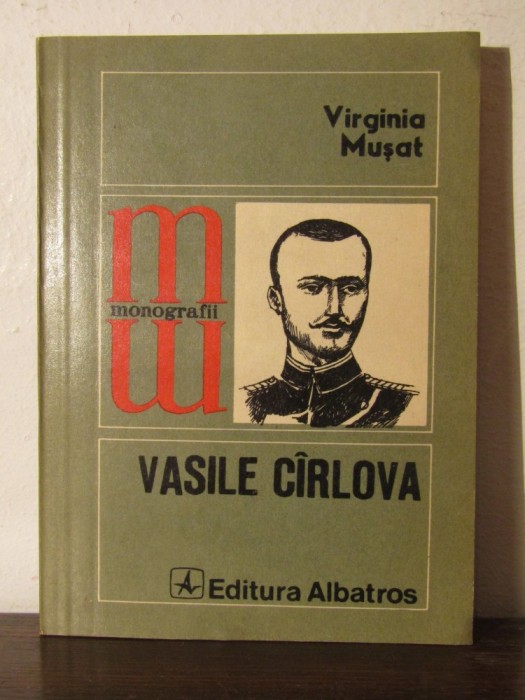 Virginia
Mușat
monografii
VASILE CÎRLOVA
Editura Albatros